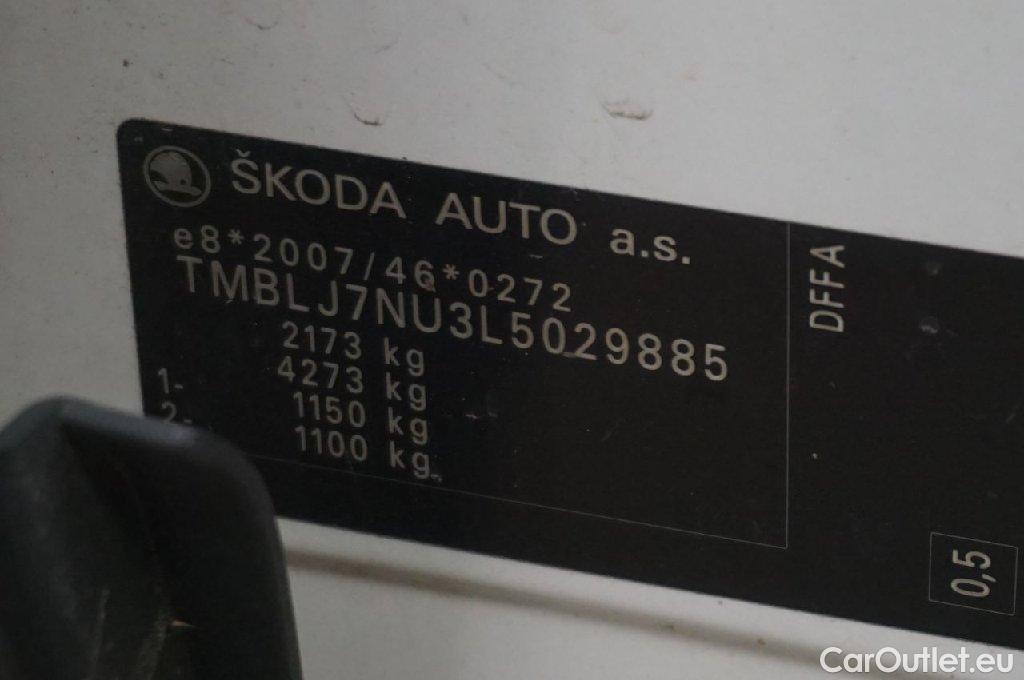 ŠKODA AUTO a.s.
e8*2007/46*0272
TMBLJ7NU3L5029885
2173 kg
4273 kg
1- 1150 kg
2- 1100 kg
DFFA
0,5
CarOutlet.eu